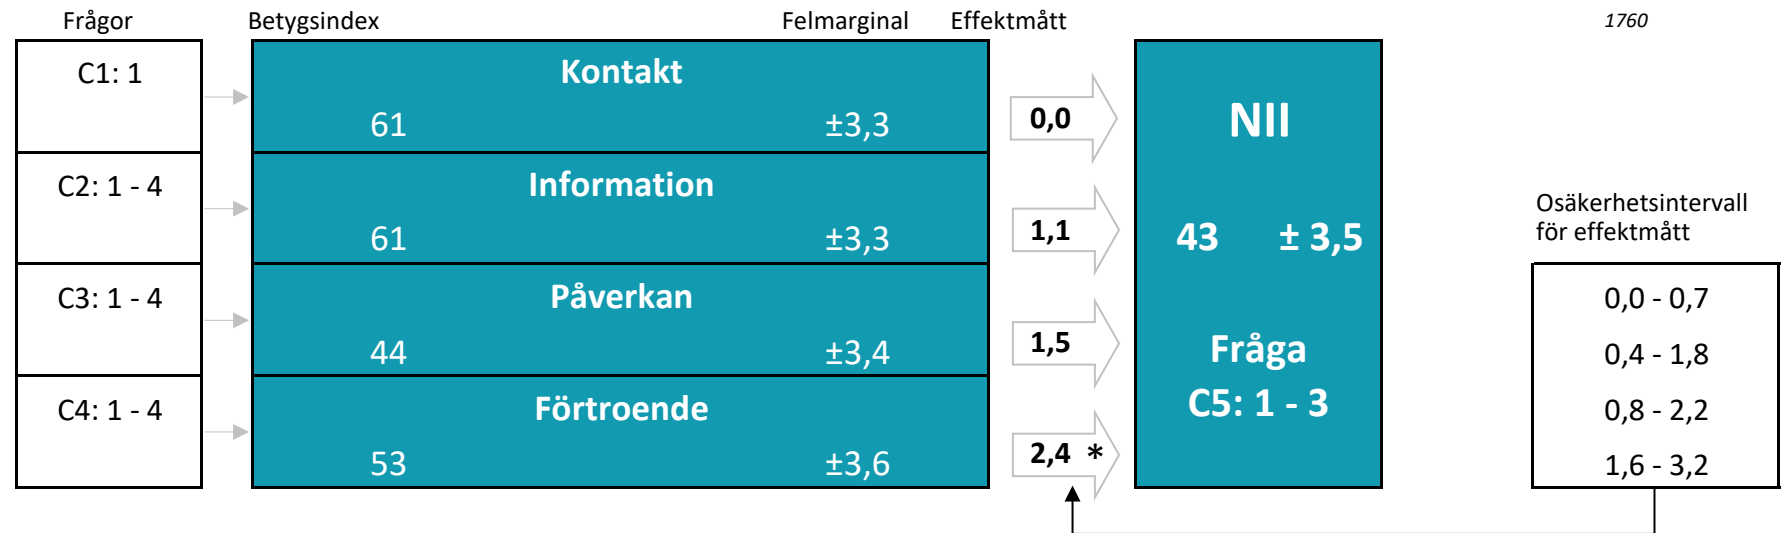 Frågor Betygsindex Felmarginal Effektmått 1760
C1: 1
Kontakt
61 ±3,3
0,0
C2: 1 - 4
Information
61 ±3,3
1,1
C3: 1 - 4
Påverkan
44 ±3,4
1,5
C4: 1 - 4
Förtroende
53 ±3,6
2,4 *
NII
43 ± 3,5
Fråga
C5: 1 - 3
Osäkerhetsintervall
för effektmått
0,0 - 0,7
0,4 - 1,8
0,8 - 2,2
1,6 - 3,2